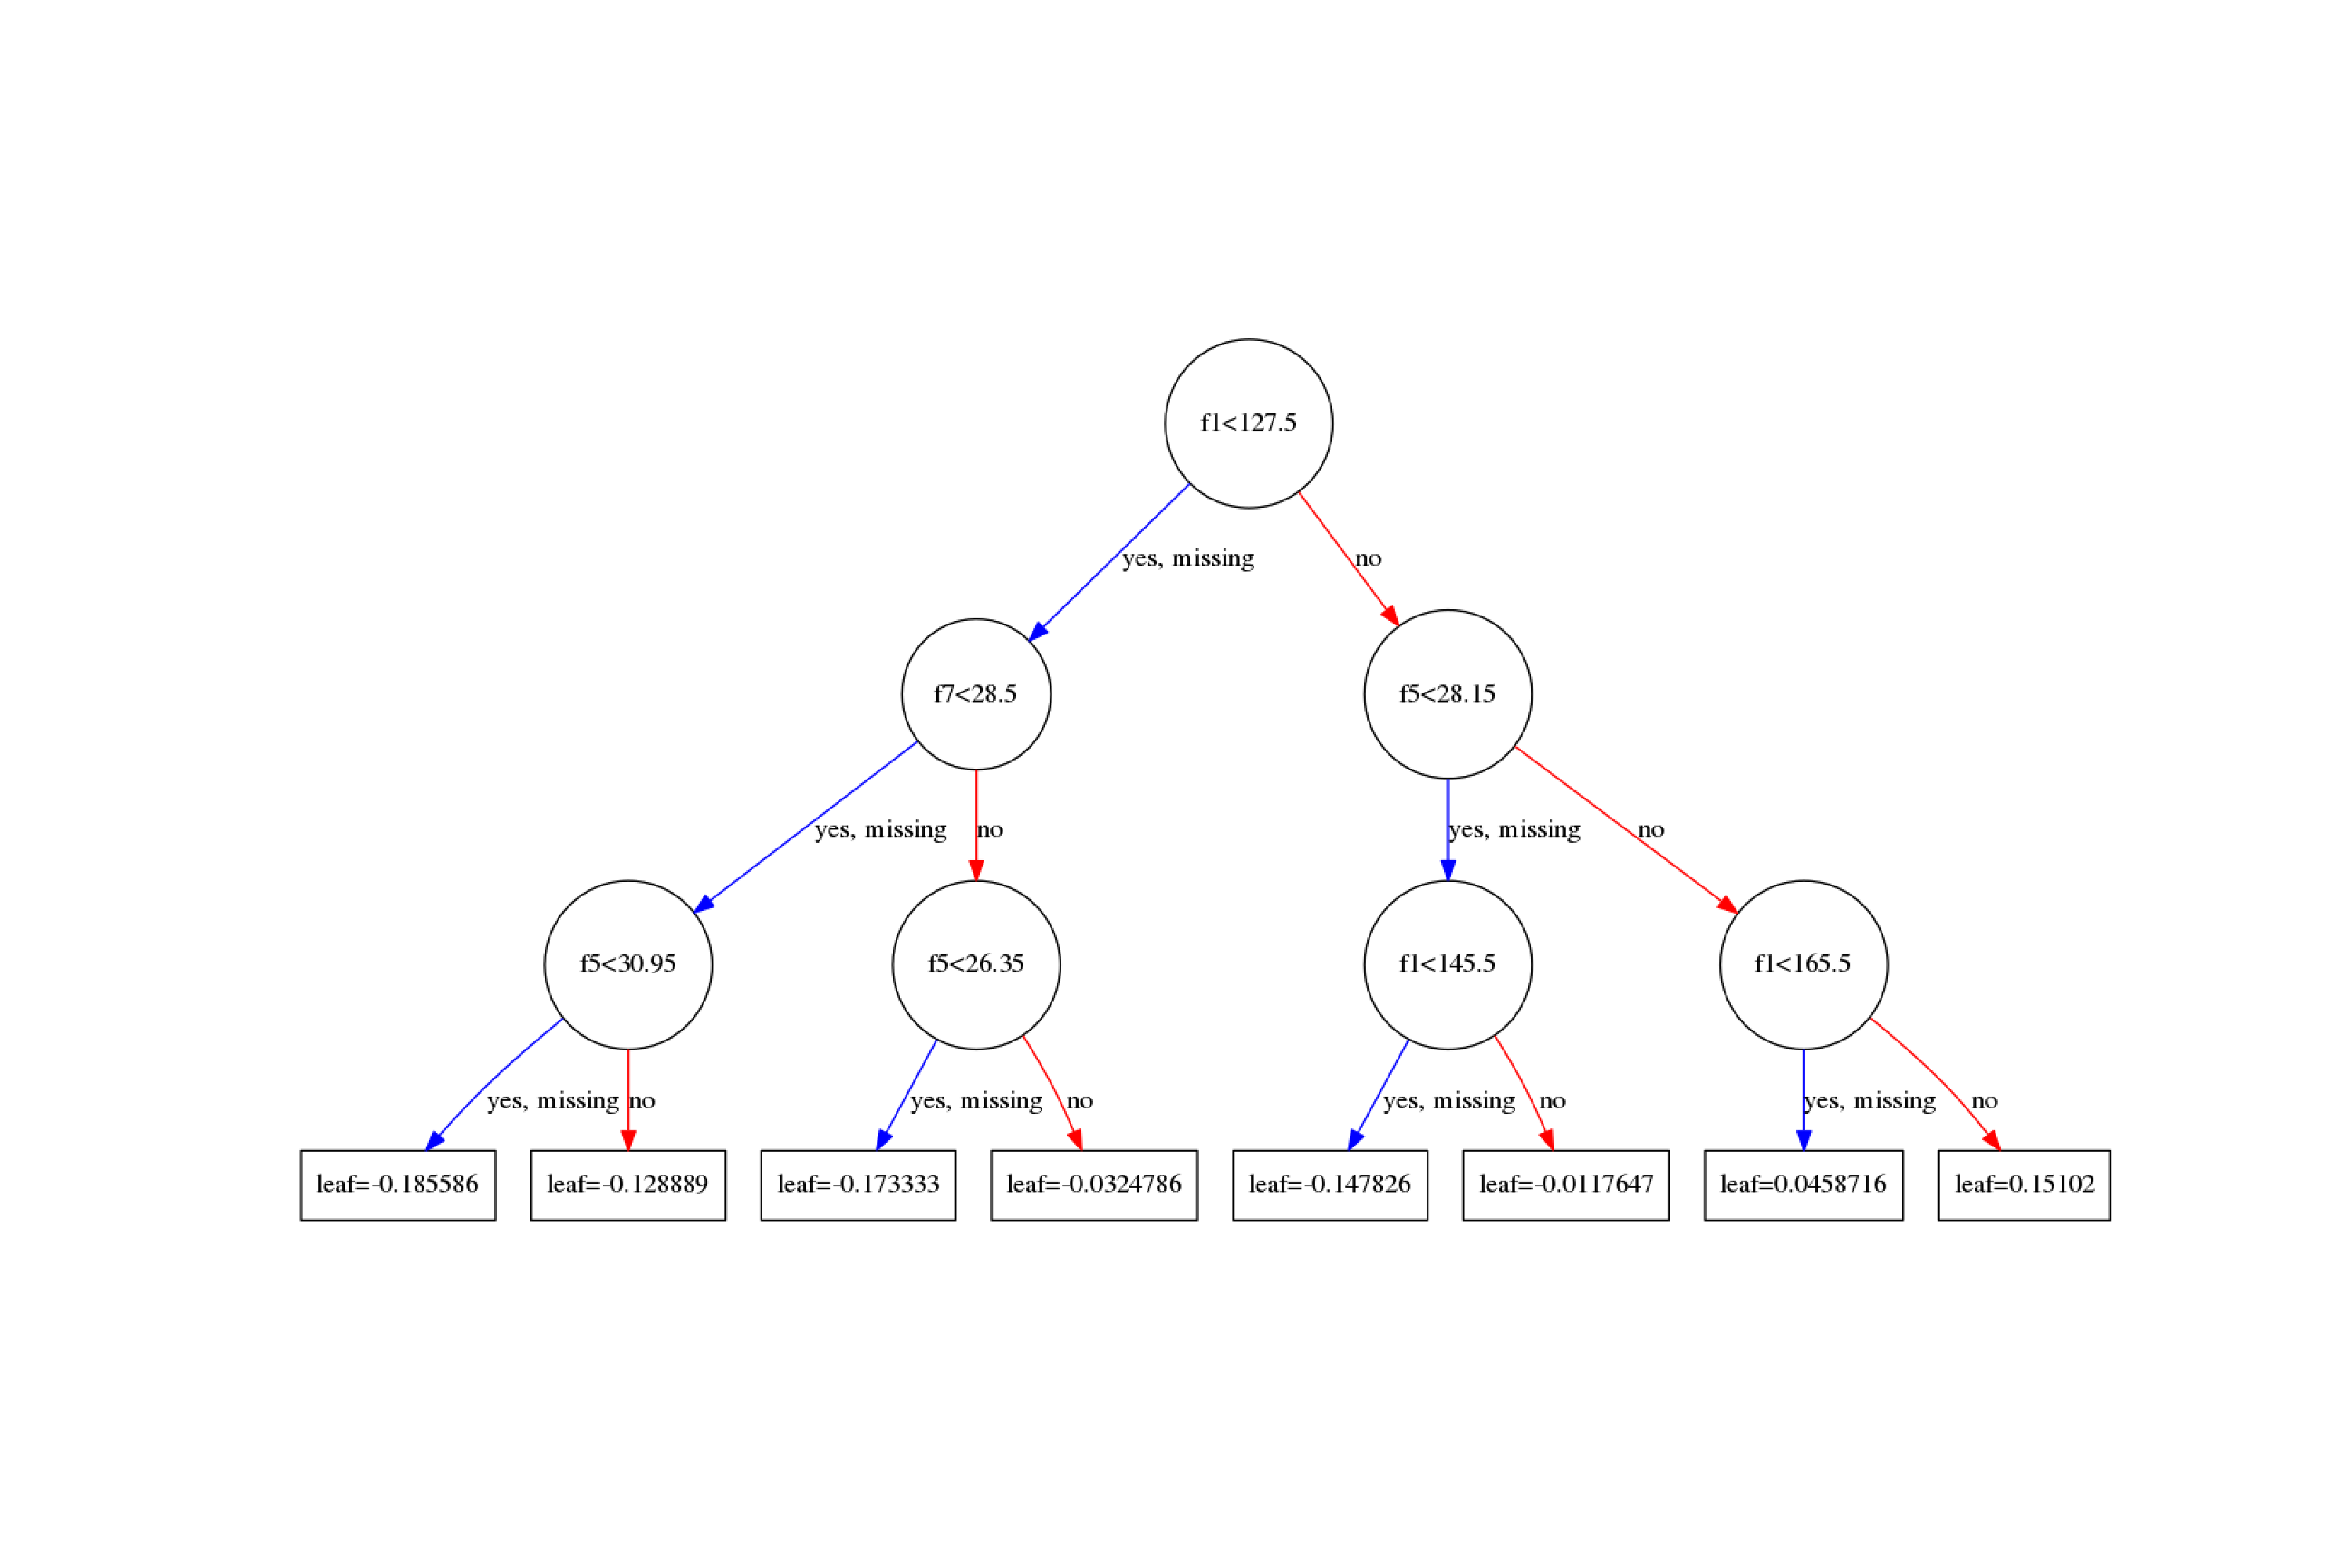 f1<127.5
yes, missing
no
f7<28.5
f5<28.15
yes, missing
no
yes, missing
no
f5<30.95
f5<26.35
f1<145.5
f1<165.5
yes, missing
no
yes, missing
no
yes, missing
no
yes, missing
no
leaf=-0.185586
leaf=-0.128889
leaf=-0.173333
leaf=-0.0324786
leaf=-0.147826
leaf=-0.0117647
leaf=0.0458716
leaf=0.15102